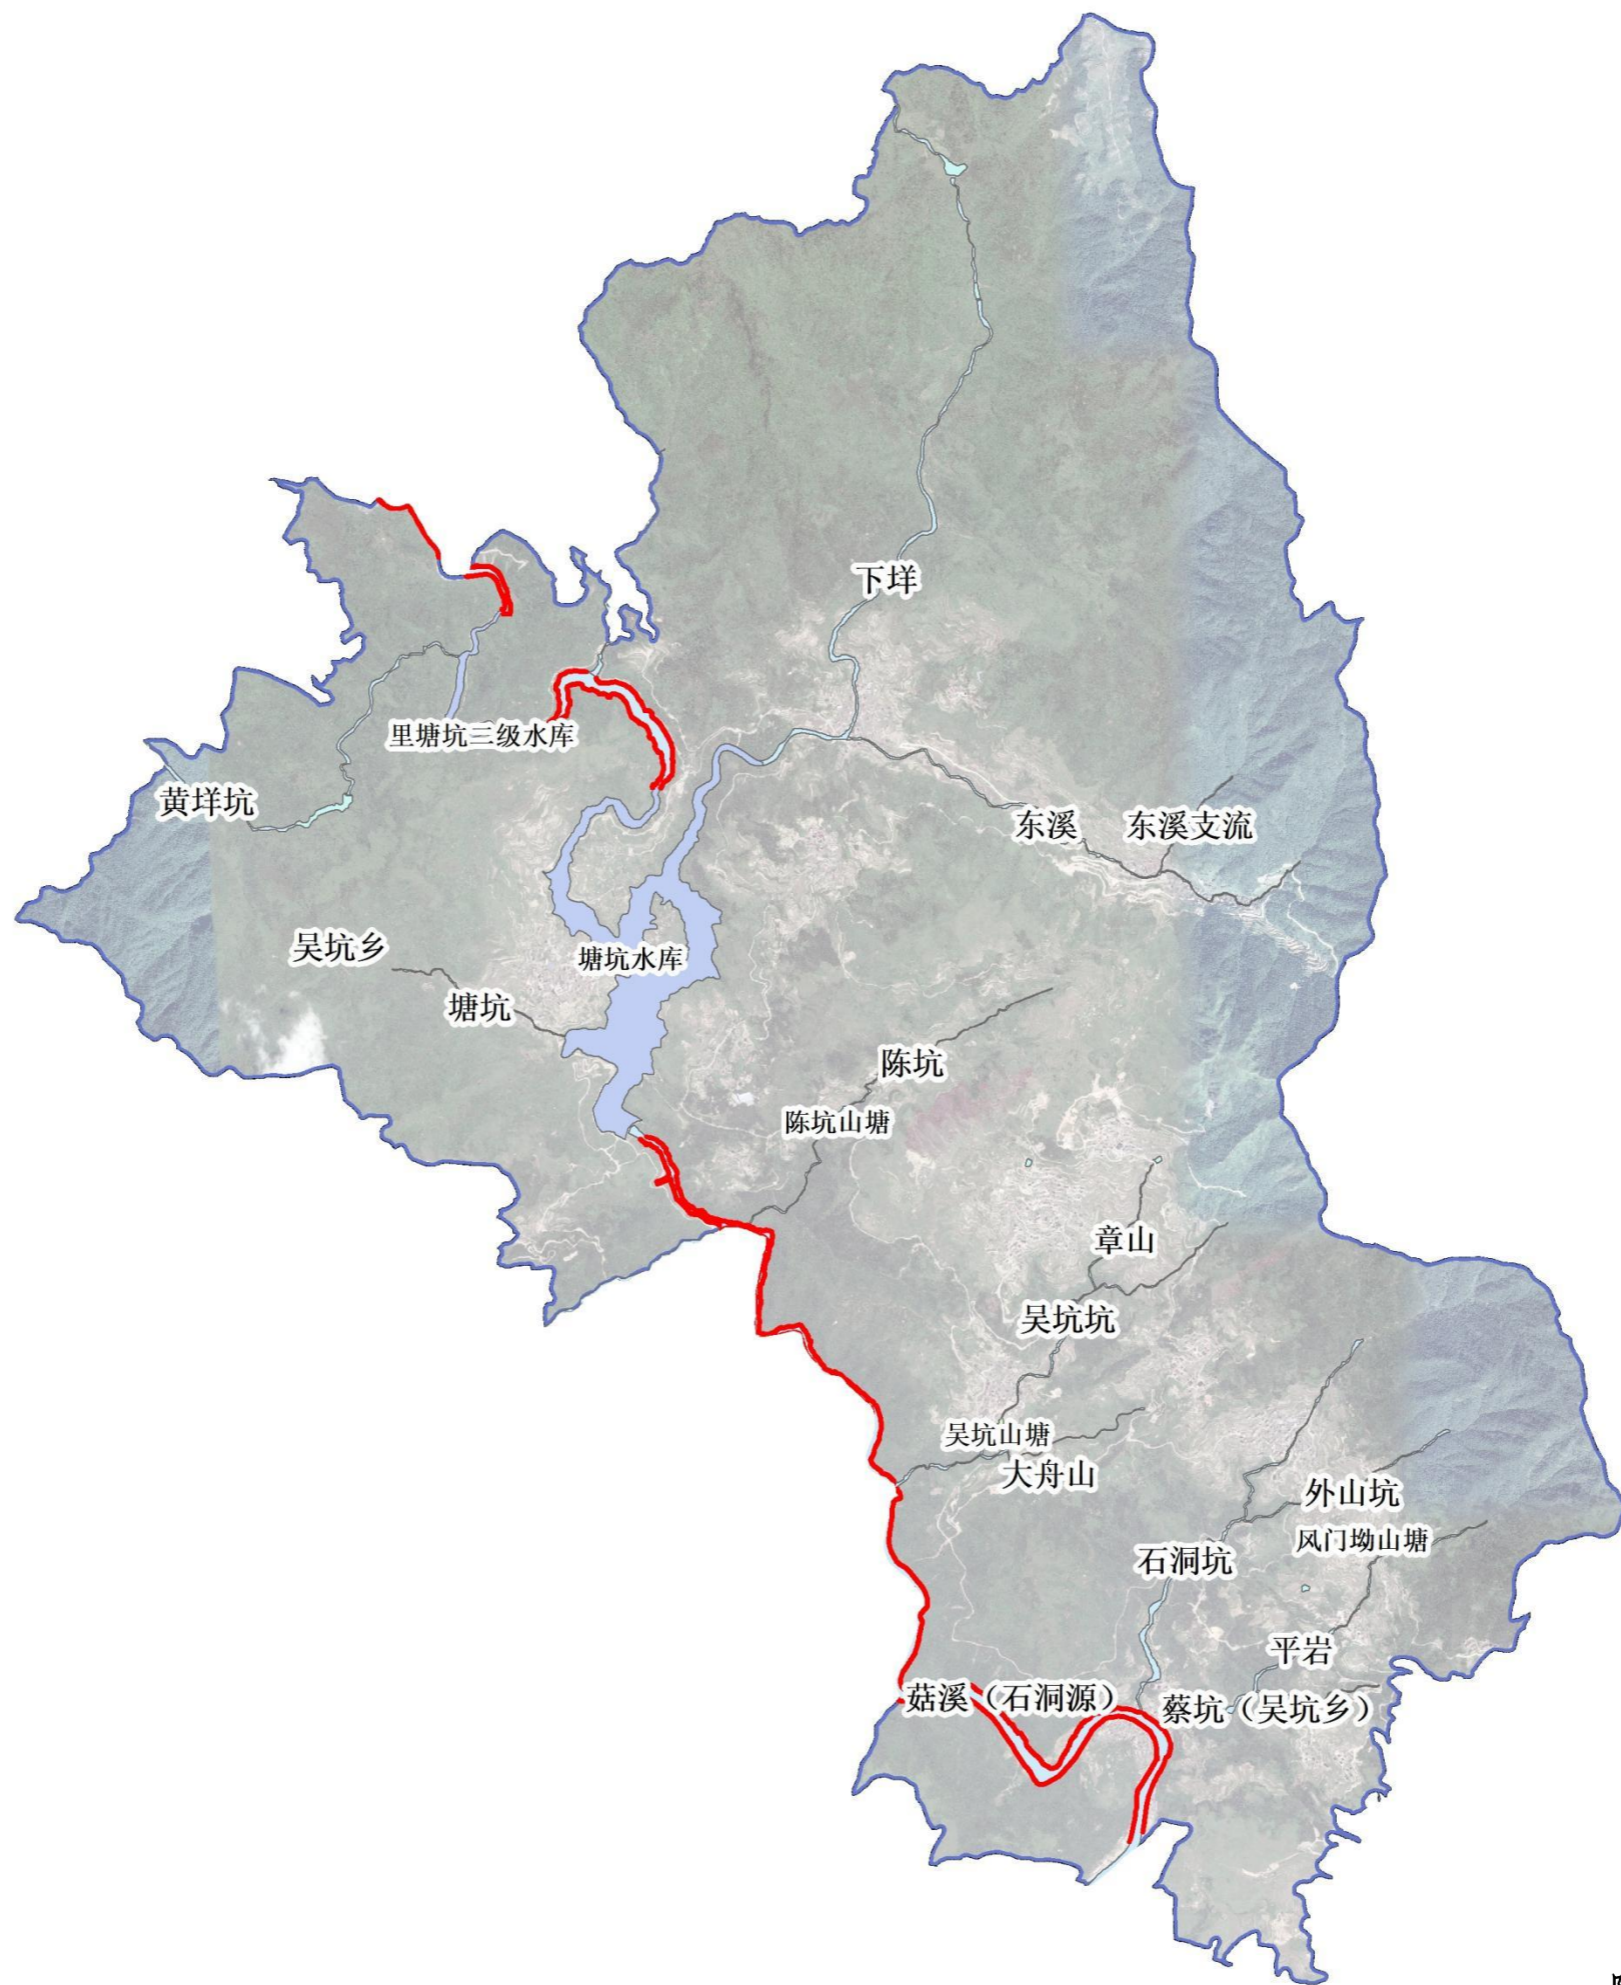 下垟
里塘坑三级水库
黄垟坑
东溪
东溪支流
吴坑乡
塘坑水库
塘坑
陈坑
陈坑山塘
章山
吴坑坑
吴坑山塘
大舟山
外山坑
风门坳山塘
石洞坑
平岩
菇溪（石洞源）
蔡坑（吴坑乡）